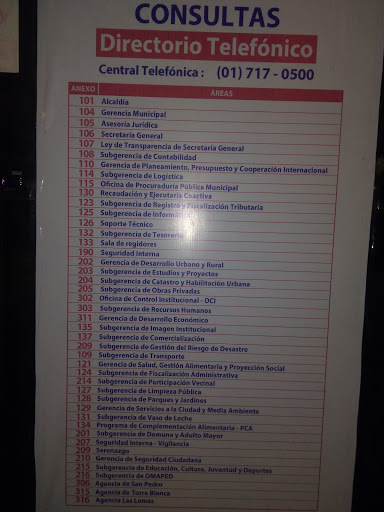 CONSULTAS
Directorio Telefónico
Central Telefónica : (01) 717 - 0500
ANEXO ÁREAS
101 Alcaldía
104 Gerencia Municipal
105 Asesoría Jurídica
106 Secretaría General
107 Ley de Transparencia de Secretaría General
108 Subgerencia de Contabilidad
110 Gerencia de Planeamiento, Presupuesto y Cooperación Internacional
114 Subgerencia de Logística
115 Oficina de Procuraduría Pública Municipal
130 Recaudación y Ejecutaría Coactiva
123 Subgerencia de Registro y Fiscalización Tributaria
125 Subgerencia de Informática
126 Soporte Técnico
132 Subgerencia de Tesorería
133 Sala de regidores
190 Seguridad Interna
202 Gerencia de Desarrollo Urbano y Rural
203 Subgerencia de Estudios y Proyectos
204 Subgerencia de Catastro y Habilitación Urbana
205 Subgerencia de Obras Privadas
302 Oficina de Control Institucional - OCI
303 Subgerencia de Recursos Humanos
311 Gerencia de Desarrollo Económico
135 Subgerencia de Imagen Institucional
137 Subgerencia de Comercialización
209 Subgerencia de Gestión del Riesgo de Desastre
109 Subgerencia de Transporte
121 Gerencia de Salud, Gestión Alimentaria y Proyección Social
124 Subgerencia de Fiscalización Administrativa
214 Subgerencia de Participación Vecinal
127 Subgerencia de Limpieza Pública
128 Subgerencia de Parques y Jardines
129 Gerencia de Servicios a la Ciudad y Medio Ambiente
131 Subgerencia de Vaso de Leche
134 Programa de Complementación Alimentaria - PCA
201 Subgerencia de Demuna y Adulto Mayor
207 Seguridad Interna - Vigilancia
209 Serenazgo
210 Gerencia de Seguridad Ciudadana
215 Subgerencia de Educación, Cultura, Juventud y Deportes
216 Subgerencia de OMAPED
306 Agencia de San Pedro
315 Agencia de Torre Blanca
316 Agencia Las Lomas